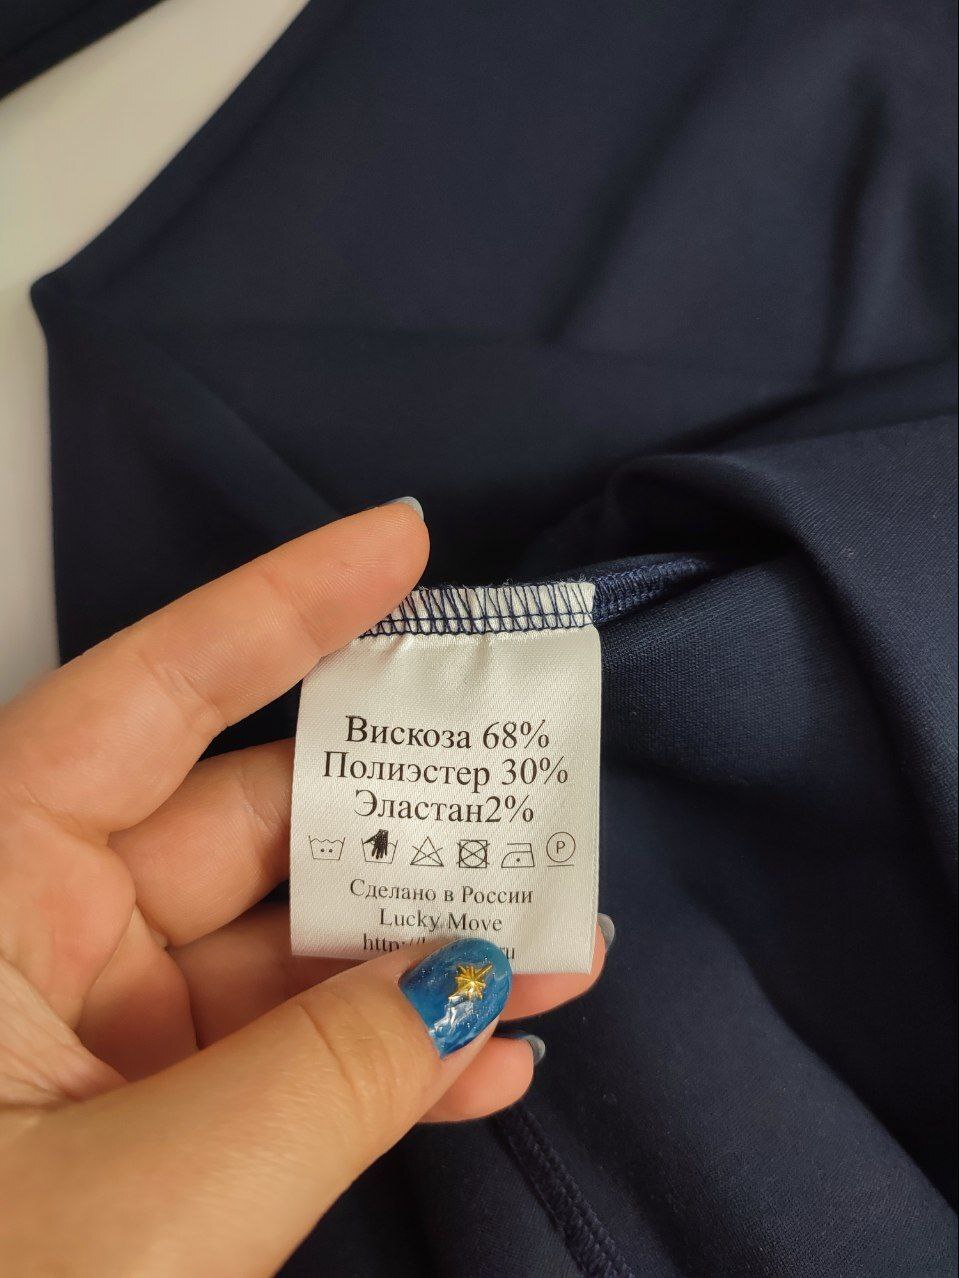 Вискоза 68%
Полиэстер 30%
Эластан2%
P
Сделано в России
Lucky Move